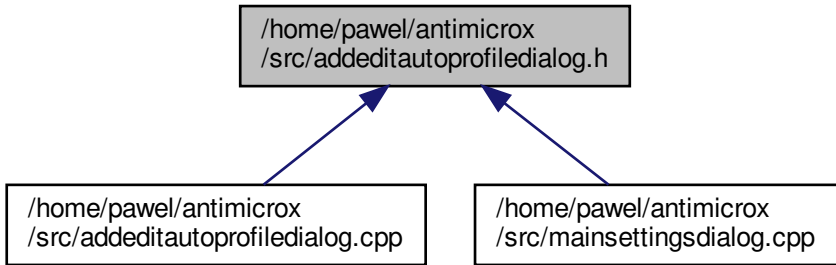 /home/pawel/antimicrox
/src/addeditautoprofiledialog.h
/home/pawel/antimicrox
/src/addeditautoprofiledialog.cpp
/home/pawel/antimicrox
/src/mainsettingsdialog.cpp